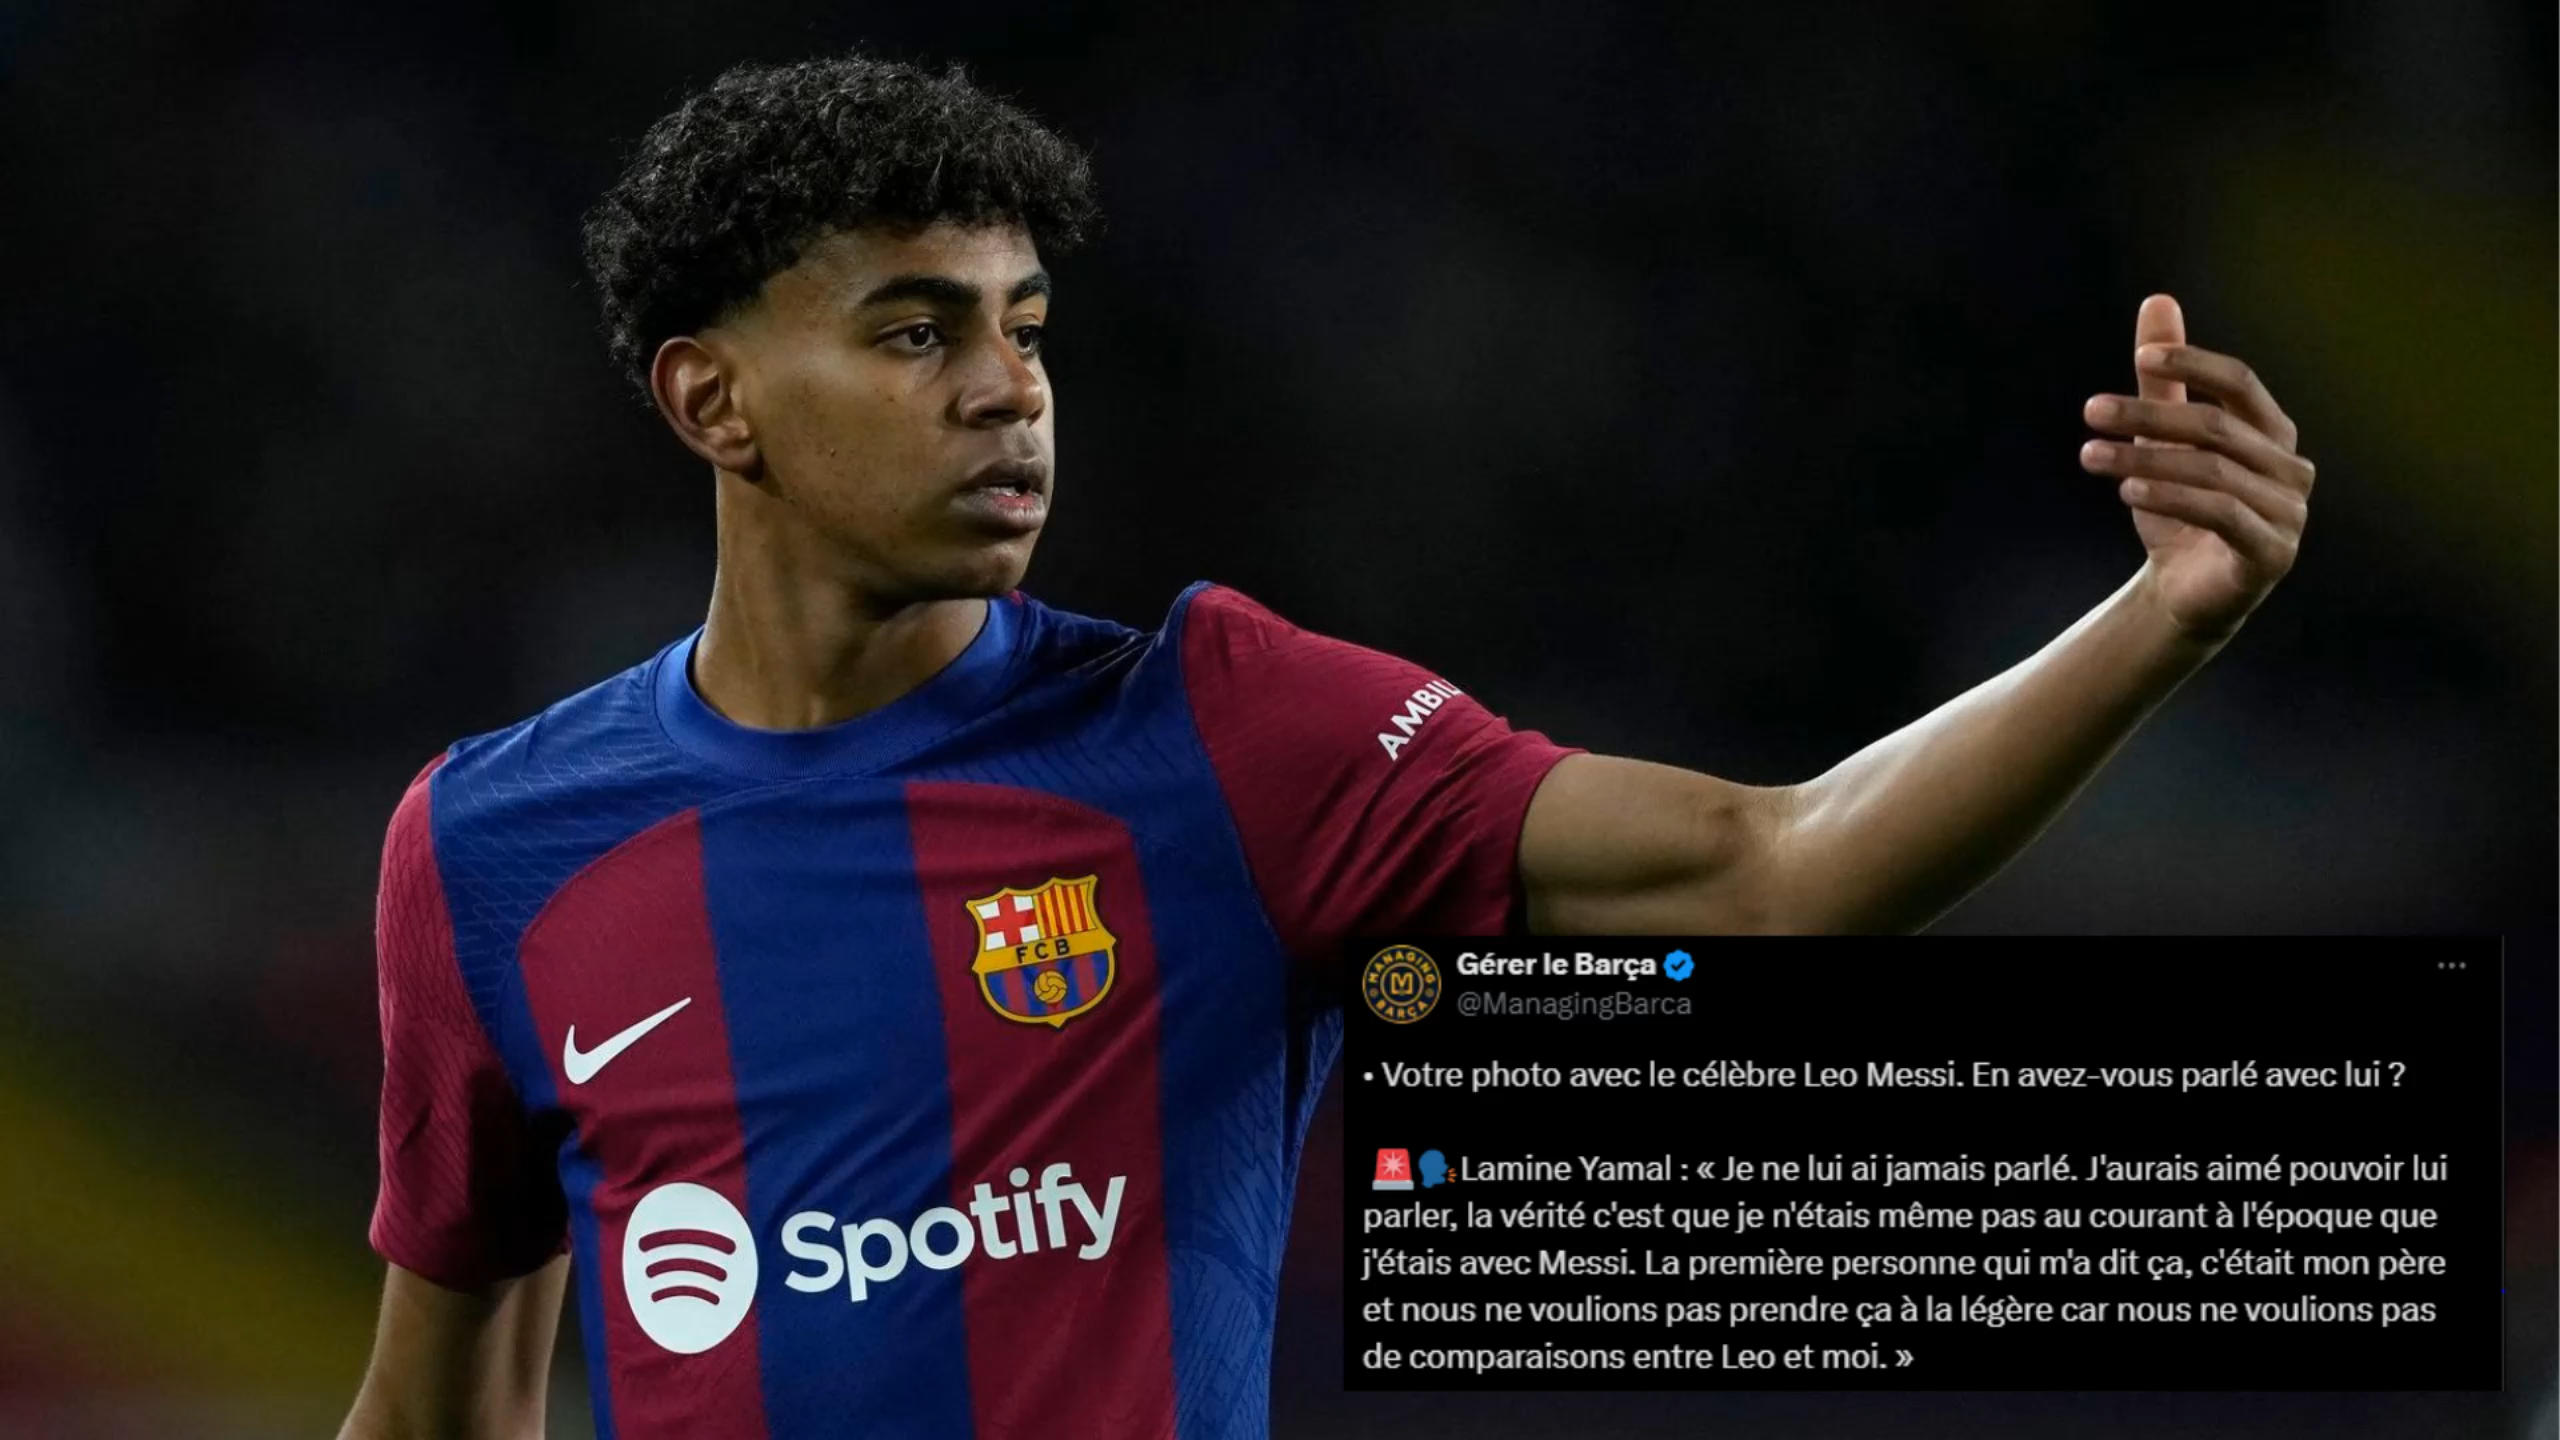 AMBIL
FCB
Spotify
MANAGING
BARÇA
Gérer le Barça
@ManagingBarca
• Votre photo avec le célèbre Leo Messi. En avez-vous parlé avec lui ?
🚨🗣️Lamine Yamal : « Je ne lui ai jamais parlé. J'aurais aimé pouvoir lui
parler, la vérité c'est que je n'étais même pas au courant à l'époque que
j'étais avec Messi. La première personne qui m'a dit ça, c'était mon père
et nous ne voulions pas prendre ça à la légère car nous ne voulions pas
de comparaisons entre Leo et moi. »